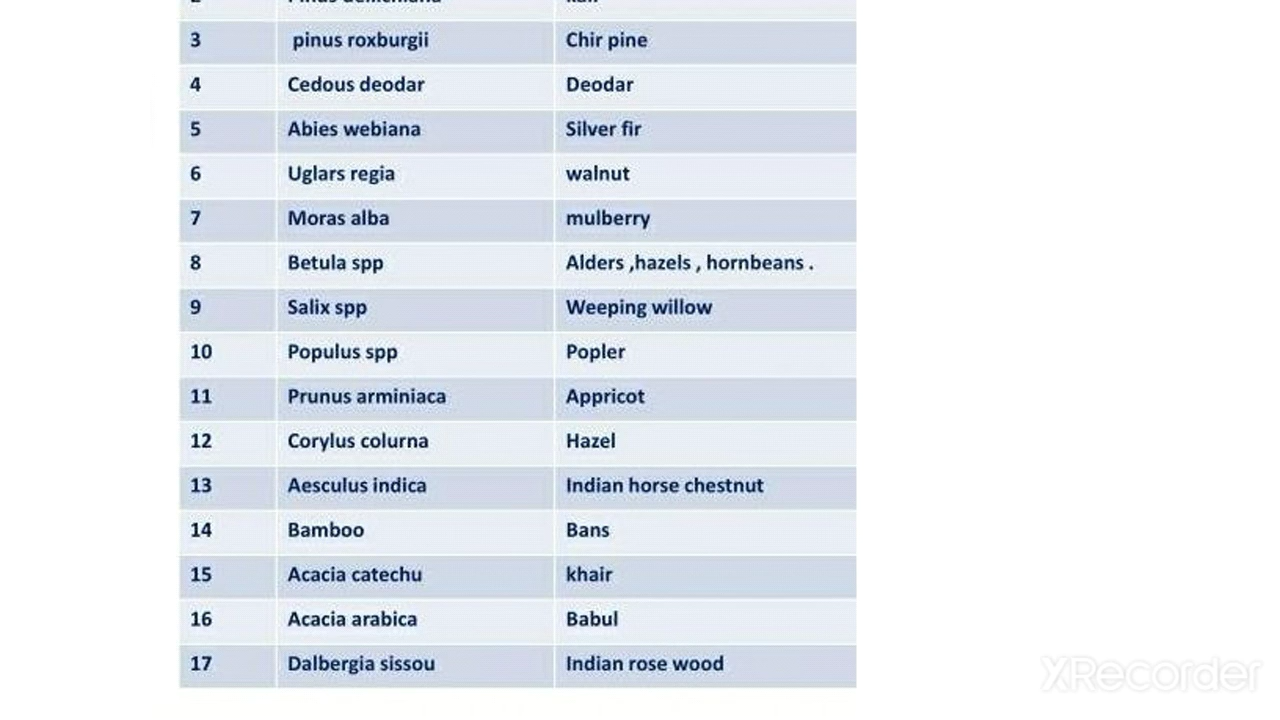 3 pinus roxburgii Chir pine
4 Cedous deodar Deodar
5 Abies webiana Silver fir
6 Uglars regia walnut
7 Moras alba mulberry
8 Betula spp Alders ,hazels , hornbeans .
9 Salix spp Weeping willow
10 Populus spp Popler
11 Prunus arminiaca Appricot
12 Corylus colurna Hazel
13 Aesculus indica Indian horse chestnut
14 Bamboo Bans
15 Acacia catechu khair
16 Acacia arabica Babul
17 Dalbergia sissou Indian rose wood
XRecorder